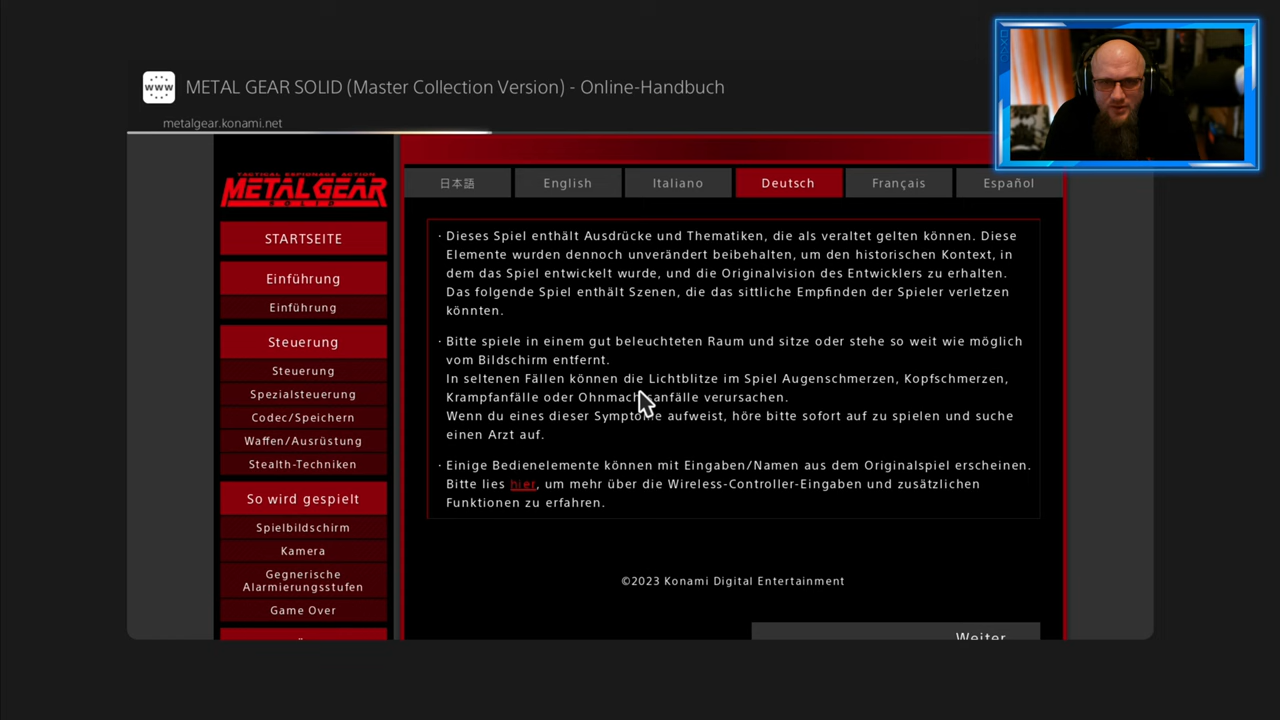 METAL GEAR SOLID (Master Collection Version) - Online-Handbuch
metalgear.konami.net
TACTICAL ESPIONAGE ACTION
METAL GEAR
SOLID
STARTSEITE
Einführung
Einführung
Steuerung
Steuerung
Spezialsteuerung
Codec/Speichern
Waffen/Ausrüstung
Stealth-Techniken
So wird gespielt
Spielbildschirm
Kamera
Gegnerische
Alarmierungsstufen
Game Over
日本語 English Italiano Deutsch Français Español
· Dieses Spiel enthält Ausdrücke und Thematiken, die als veraltet gelten können. Diese
Elemente wurden dennoch unverändert beibehalten, um den historischen Kontext, in
dem das Spiel entwickelt wurde, und die Originalvision des Entwicklers zu erhalten.
Das folgende Spiel enthält Szenen, die das sittliche Empfinden der Spieler verletzen
könnten.
· Bitte spiele in einem gut beleuchteten Raum und sitze oder stehe so weit wie möglich
vom Bildschirm entfernt.
In seltenen Fällen können die Lichtblitze im Spiel Augenschmerzen, Kopfschmerzen,
Krampfanfälle oder Ohnmachtsanfälle verursachen.
Wenn du eines dieser Symptome aufweist, höre bitte sofort auf zu spielen und suche
einen Arzt auf.
· Einige Bedienelemente können mit Eingaben/Namen aus dem Originalspiel erscheinen.
Bitte lies hier, um mehr über die Wireless-Controller-Eingaben und zusätzlichen
Funktionen zu erfahren.
©2023 Konami Digital Entertainment
Weiter